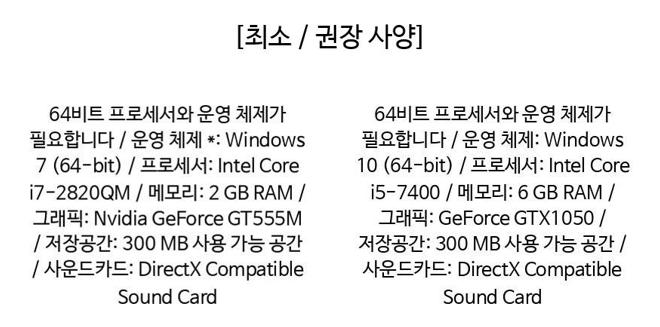 [최소 / 권장 사양]
64비트 프로세서와 운영 체제가
필요합니다 / 운영 체제 *: Windows
7 (64-bit) / 프로세서: Intel Core
i7-2820QM / 메모리: 2 GB RAM /
그래픽: Nvidia GeForce GT555M
/ 저장공간: 300 MB 사용 가능 공간
/ 사운드카드: DirectX Compatible
Sound Card
64비트 프로세서와 운영 체제가
필요합니다 / 운영 체제: Windows
10 (64-bit) / 프로세서: Intel Core
i5-7400 / 메모리: 6 GB RAM /
그래픽: GeForce GTX1050 /
저장공간: 300 MB 사용 가능 공간 /
사운드카드: DirectX Compatible
Sound Card